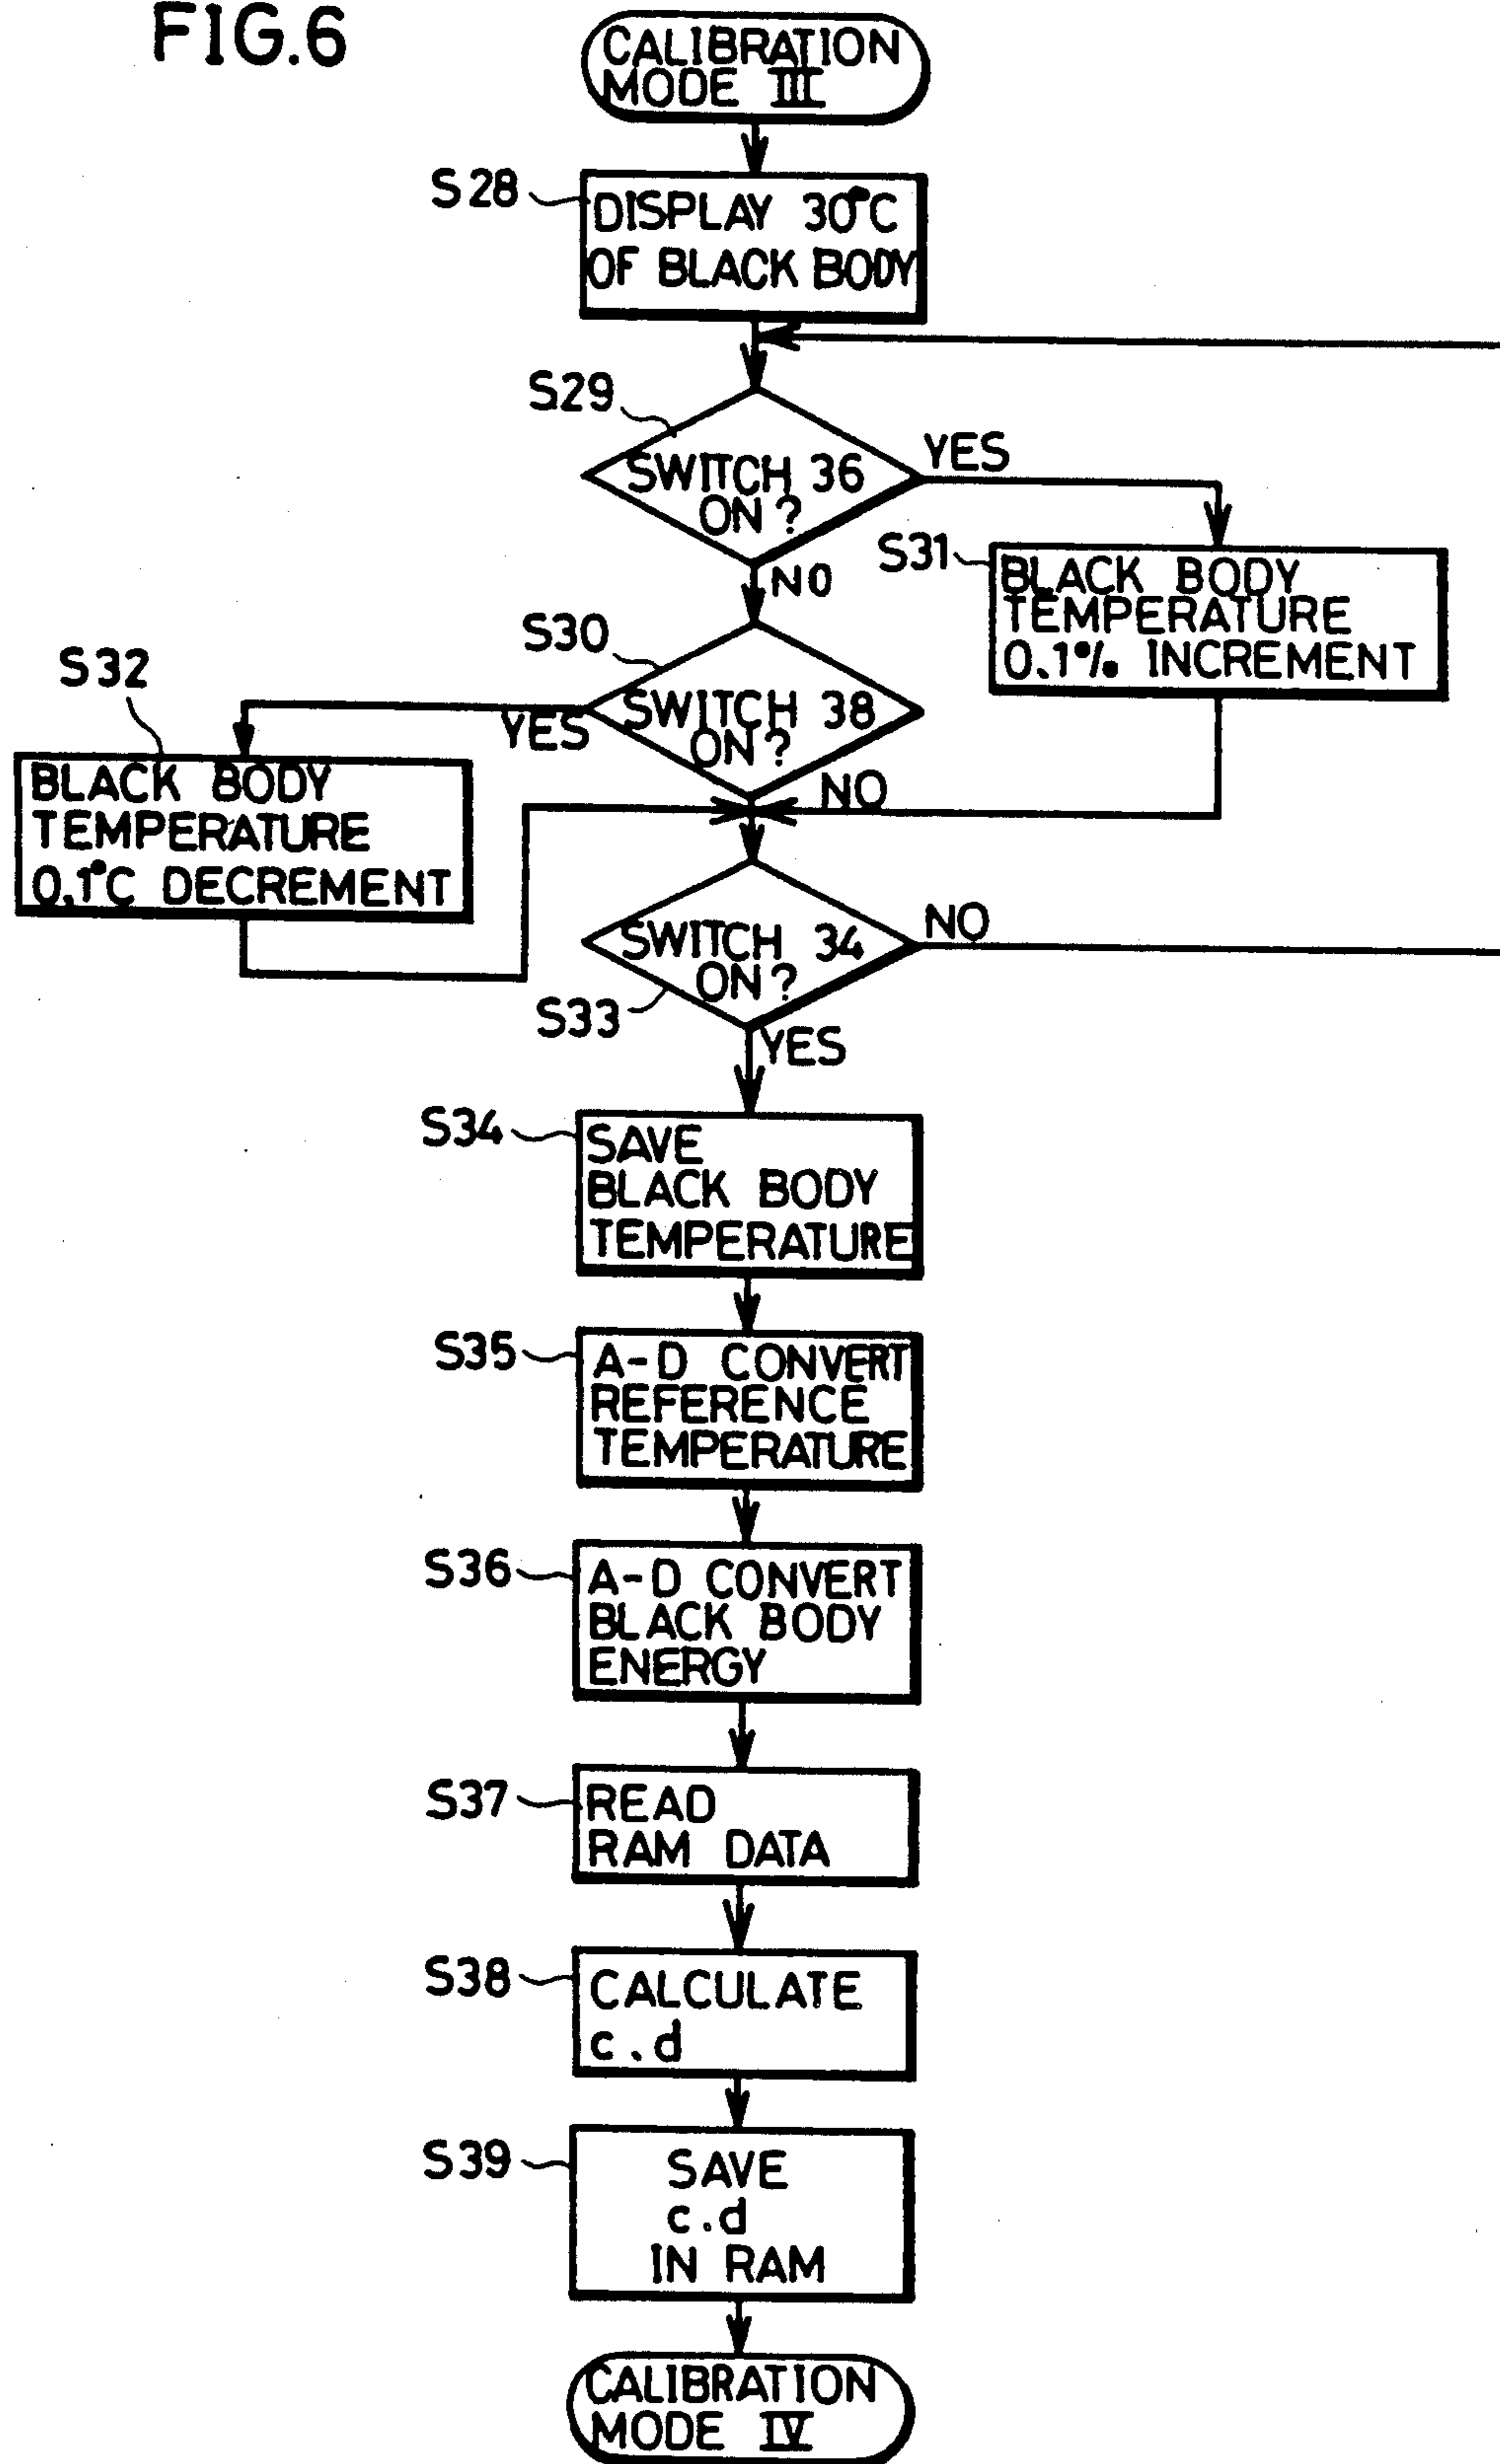 FIG.6
CALIBRATION
MODE III
S28
DISPLAY 30°C
OF BLACK BODY
S29
SWITCH 36
ON?
YES
NO
S31
BLACK BODY
TEMPERATURE
0.1% INCREMENT
S30
SWITCH 38
ON?
YES
NO
S32
BLACK BODY
TEMPERATURE
0.1°C DECREMENT
SWITCH 34
ON?
NO
S33
YES
S34
SAVE
BLACK BODY
TEMPERATURE
S35
A-D CONVERT
REFERENCE
TEMPERATURE
S36
A-D CONVERT
BLACK BODY
ENERGY
S37
READ
RAM DATA
S38
CALCULATE
c.d
S39
SAVE
c.d
IN RAM
CALIBRATION
MODE IV